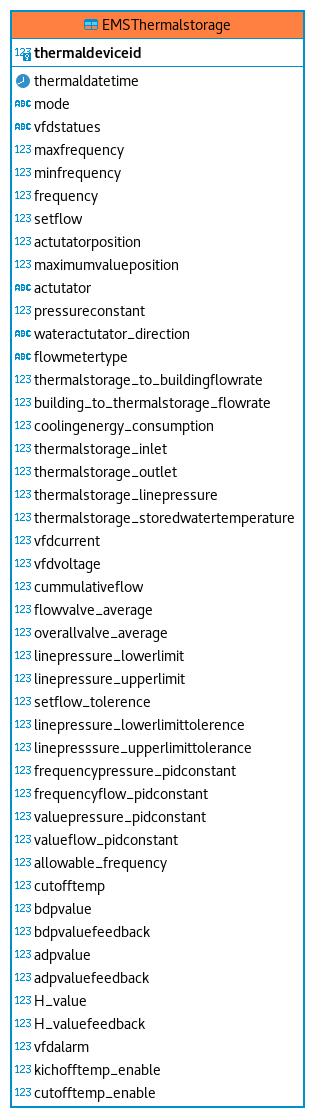 EMSThermalstorage
123 thermaldeviceid
thermaldatetime
ABC mode
ABC vfdstatues
123 maxfrequency
123 minfrequency
123 frequency
123 setflow
123 actutatorposition
123 maximumvalueposition
ABC actutator
123 pressureconstant
ABC wateractutator_direction
ABC flowmetertype
123 thermalstorage_to_buildingflowrate
123 building_to_thermalstorage_flowrate
123 coolingenergy_consumption
123 thermalstorage_inlet
123 thermalstorage_outlet
123 thermalstorage_linepressure
123 thermalstorage_storedwatertemperature
123 vfdcurrent
123 vfdvoltage
123 cummulativeflow
123 flowvalve_average
123 overallvalve_average
123 linepressure_lowerlimit
123 linepressure_upperlimit
123 setflow_tolerence
123 linepressure_lowerlimittolerence
123 linepresssure_upperlimittolerance
123 frequencypressure_pidconstant
123 frequencyflow_pidconstant
123 valuepressure_pidconstant
123 valueflow_pidconstant
123 allowable_frequency
123 cutofftemp
123 bdpvalue
123 bdpvaluefeedback
123 adpvalue
123 adpvaluefeedback
123 H_value
123 H_valuefeedback
123 vfdalarm
123 kichofftemp_enable
123 cutofftemp_enable